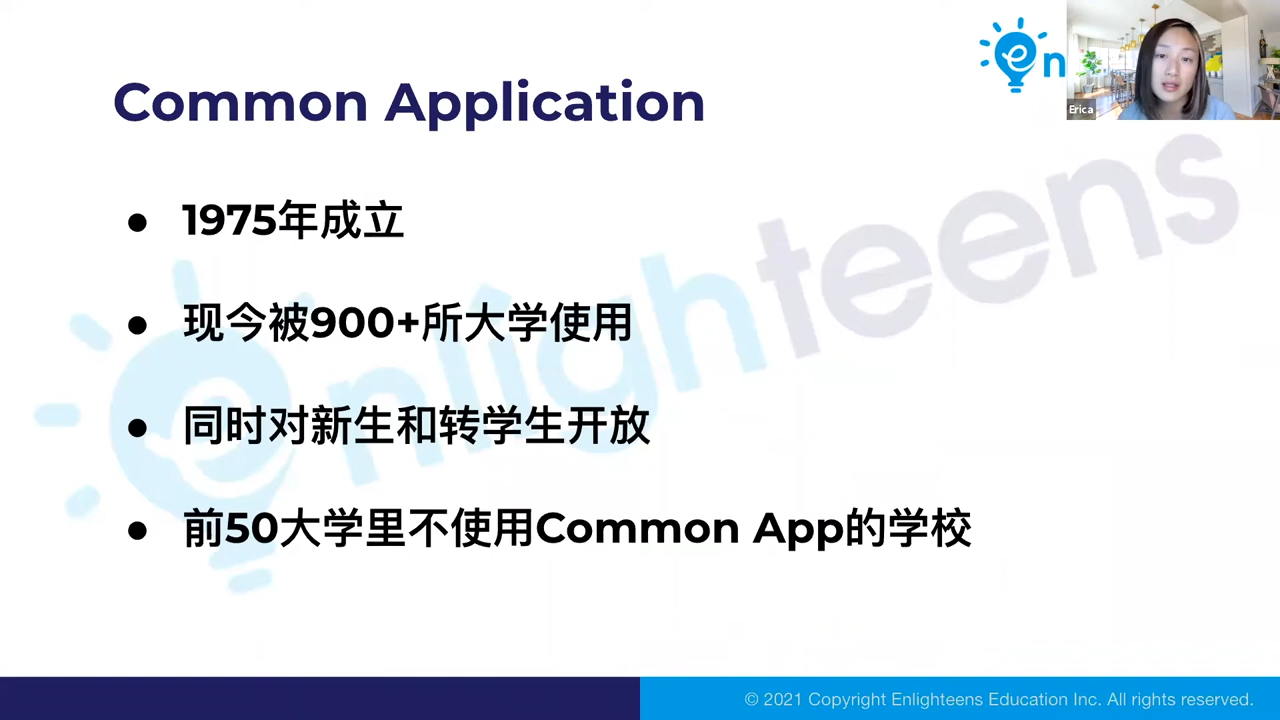 en
Erica
Common Application
● 1975年成立
● 现今被900+所大学使用
● 同时对新生和转学生开放
● 前50大学里不使用Common App的学校
enlighteens
© 2021 Copyright Enlighteens Education Inc. All rights reserved.